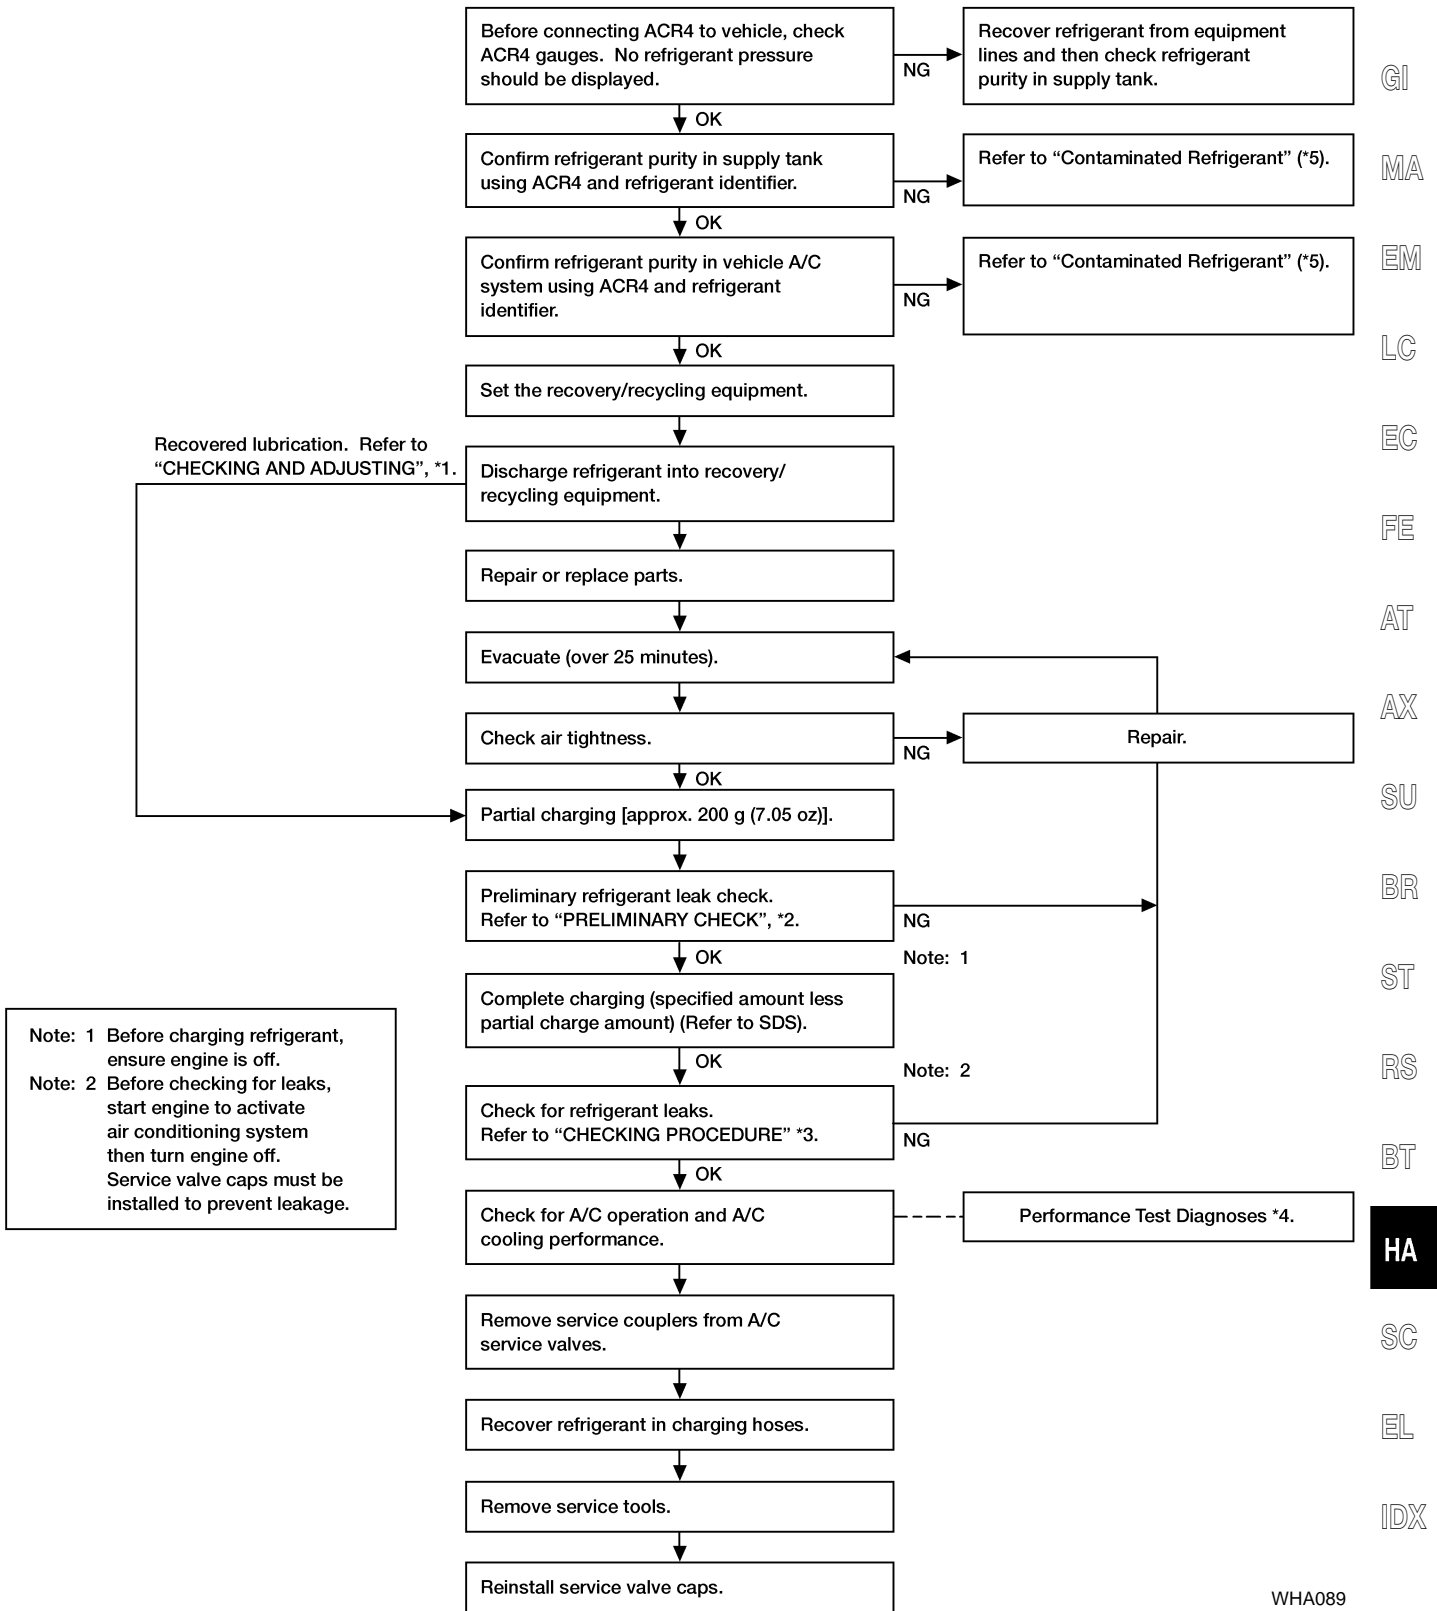 Before connecting ACR4 to vehicle, check
ACR4 gauges. No refrigerant pressure
should be displayed.
NG
Recover refrigerant from equipment
lines and then check refrigerant
purity in supply tank.
OK
Confirm refrigerant purity in supply tank
using ACR4 and refrigerant identifier.
NG
Refer to “Contaminated Refrigerant” (*5).
OK
Confirm refrigerant purity in vehicle A/C
system using ACR4 and refrigerant
identifier.
NG
Refer to “Contaminated Refrigerant” (*5).
OK
Set the recovery/recycling equipment.
Recovered lubrication. Refer to
“CHECKING AND ADJUSTING”, *1.
Discharge refrigerant into recovery/
recycling equipment.
Repair or replace parts.
Evacuate (over 25 minutes).
Check air tightness.
NG
Repair.
OK
Partial charging [approx. 200 g (7.05 oz)].
Preliminary refrigerant leak check.
Refer to “PRELIMINARY CHECK”, *2.
NG
OK
Note: 1
Complete charging (specified amount less
partial charge amount) (Refer to SDS).
OK
Note: 2
Check for refrigerant leaks.
Refer to “CHECKING PROCEDURE” *3.
NG
OK
Check for A/C operation and A/C
cooling performance.
Performance Test Diagnoses *4.
Remove service couplers from A/C
service valves.
Recover refrigerant in charging hoses.
Remove service tools.
Reinstall service valve caps.
Note: 1 Before charging refrigerant,
ensure engine is off.
Note: 2 Before checking for leaks,
start engine to activate
air conditioning system
then turn engine off.
Service valve caps must be
installed to prevent leakage.
GI
MA
EM
LC
EC
FE
AT
AX
SU
BR
ST
RS
BT
HA
SC
EL
IDX
WHA089